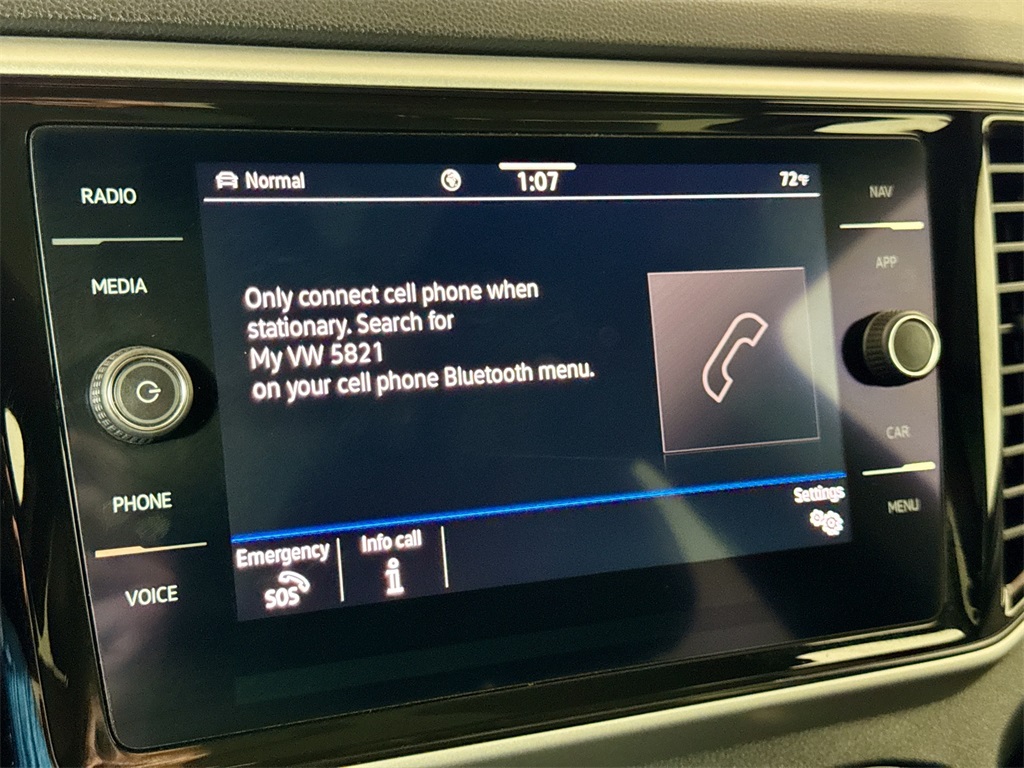 RADIO
MEDIA
PHONE
VOICE
Normal
1:07
72°F
Only connect cell phone when
stationary. Search for
My VW 5821
on your cell phone Bluetooth menu.
Settings
Emergency
SOS
Info call
NAV
APP
CAR
MENU